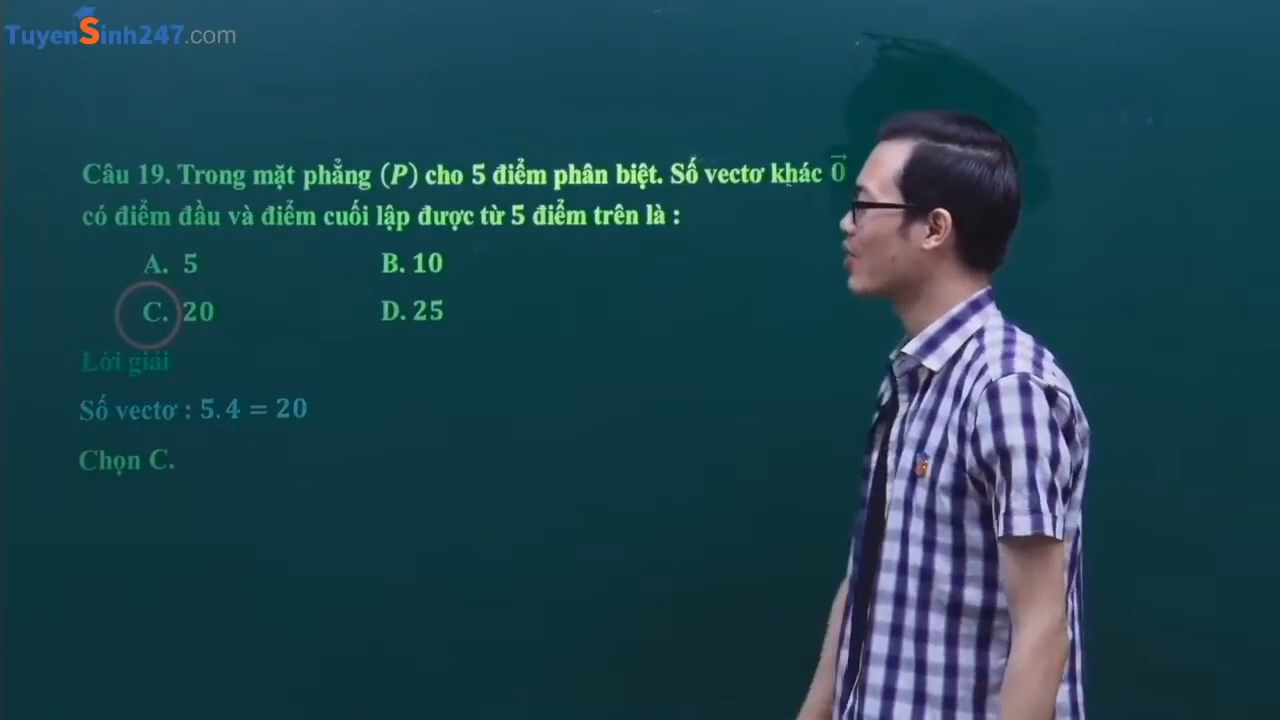 TuyenSinh247.com
Câu 19. Trong mặt phẳng (P) cho 5 điểm phân biệt. Số vectơ khác 0⃗
có điểm đầu và điểm cuối lập được từ 5 điểm trên là :
A. 5 B. 10
C. 20 D. 25
Lời giải
Số vectơ : 5.4 = 20
Chọn C.